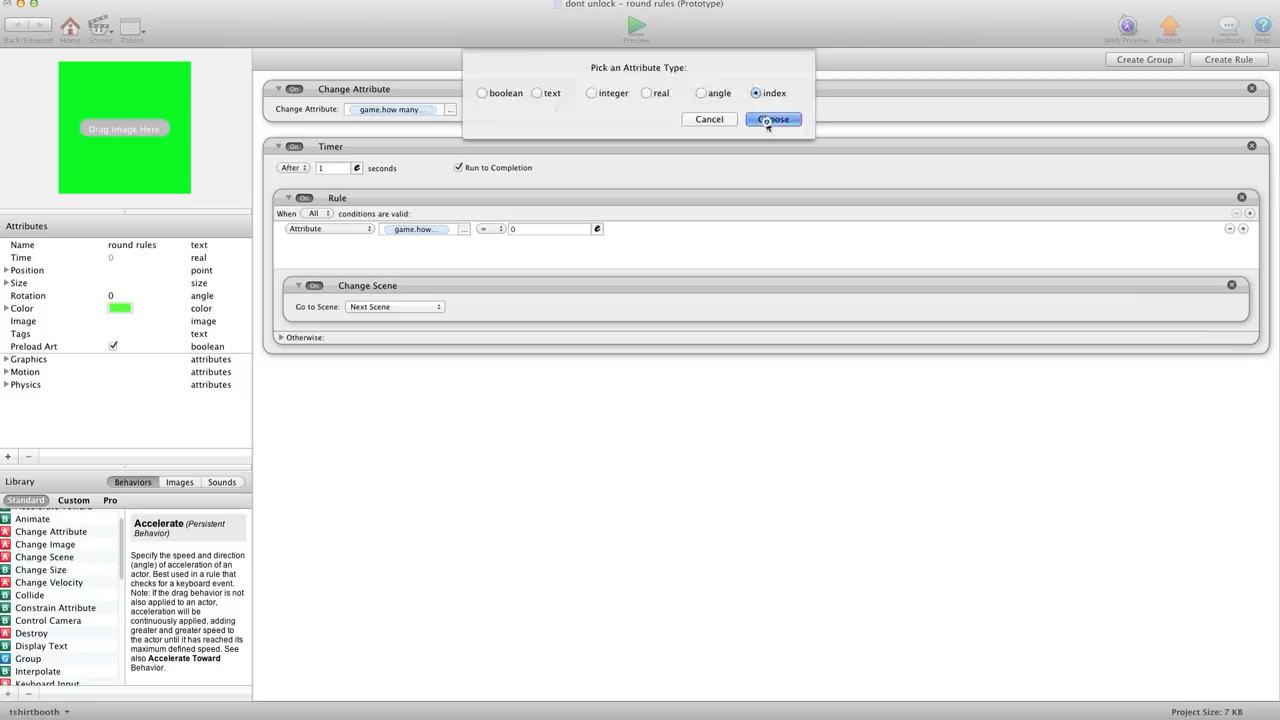 dont unlock - round rules (Prototype)
Back/Forward Home Scenes Tables Preview Web Preview Publish Feedback Help
Create Group Create Rule
Drag Image Here
Attributes
Name round rules text
Time 0 real
Position point
Size size
Rotation 0 angle
Color color
Image image
Tags text
Preload Art boolean
Graphics attributes
Motion attributes
Physics attributes
+ -
Library Behaviors Images Sounds
Standard Custom Pro
B Animate
A Change Attribute
A Change Image
A Change Scene
B Change Size
A Change Velocity
B Collide
B Constrain Attribute
B Control Camera
A Destroy
B Display Text
G Group
B Interpolate
Accelerate (Persistent
Behavior)
Specify the speed and direction
(angle) of acceleration of an
actor. Best used in a rule that
checks for a keyboard event.
Note: If the drag behavior is not
also applied to an actor,
acceleration will be
continuously applied, adding
greater and greater speed to
the actor until it has reached its
maximum defined speed. See
also Accelerate Toward
Behavior.
+ -
tshirtbooth
Pick an Attribute Type:
boolean text integer real angle index
Cancel
On Change Attribute
Change Attribute: game.how many... ...
On Timer
After 1 e seconds Run to Completion
On Rule
When All conditions are valid: - +
Attribute game.how... ... = 0 e - +
On Change Scene
Go to Scene: Next Scene
Otherwise:
Project Size: 7 KB